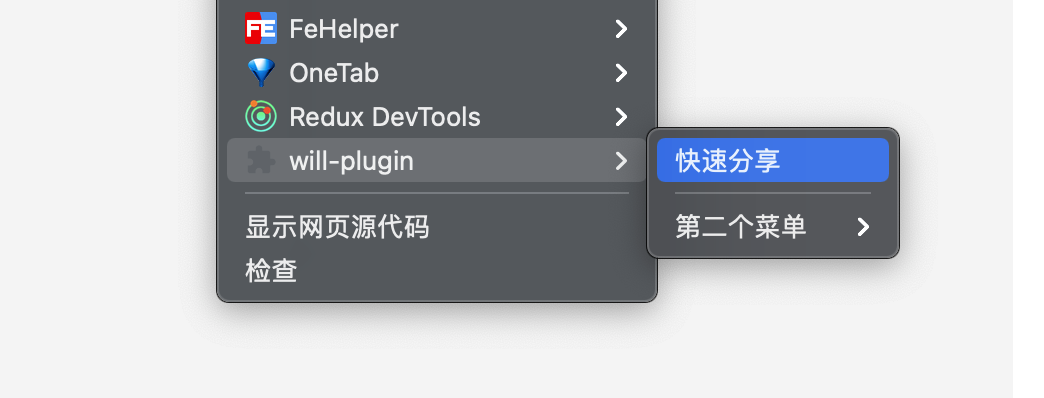 FE FeHelper
OneTab
Redux DevTools
will-plugin
快速分享
第二个菜单
显示网页源代码
检查